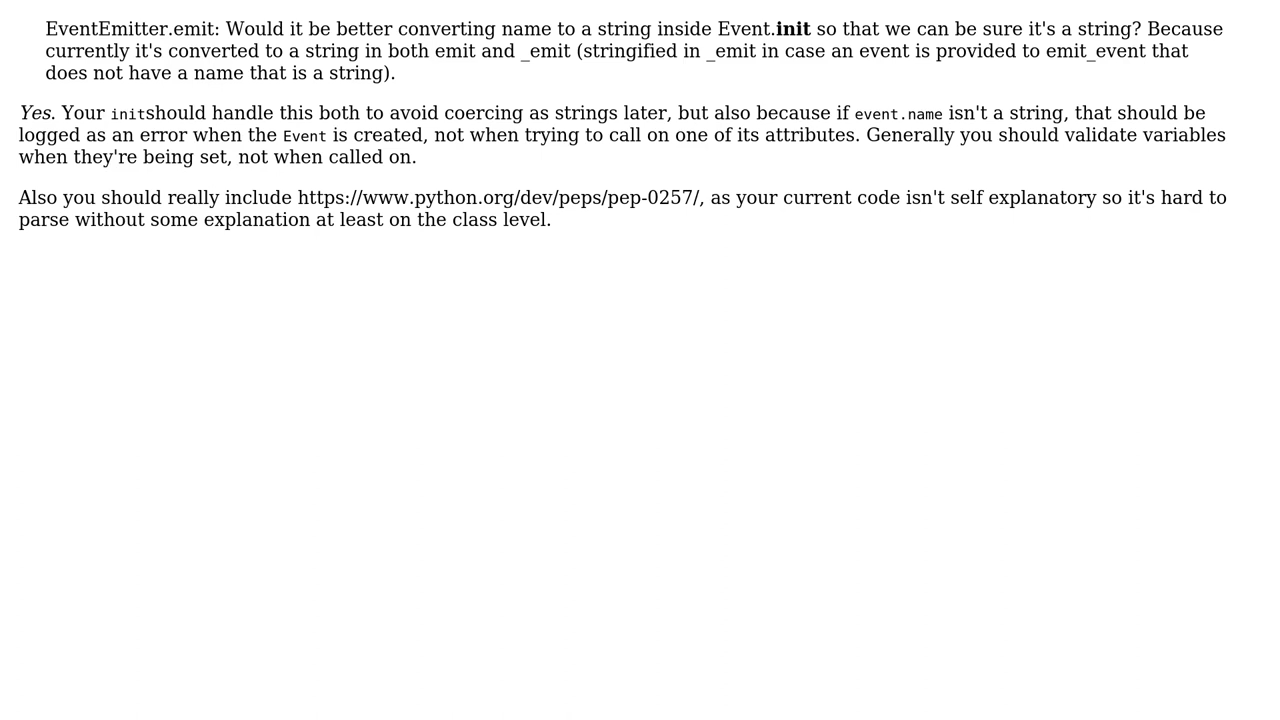 EventEmitter.emit: Would it be better converting name to a string inside Event.init so that we can be sure it's a string? Because
currently it's converted to a string in both emit and _emit (stringified in _emit in case an event is provided to emit_event that
does not have a name that is a string).
Yes. Your initshould handle this both to avoid coercing as strings later, but also because if event.name isn't a string, that should be
logged as an error when the Event is created, not when trying to call on one of its attributes. Generally you should validate variables
when they're being set, not when called on.
Also you should really include https://www.python.org/dev/peps/pep-0257/, as your current code isn't self explanatory so it's hard to
parse without some explanation at least on the class level.